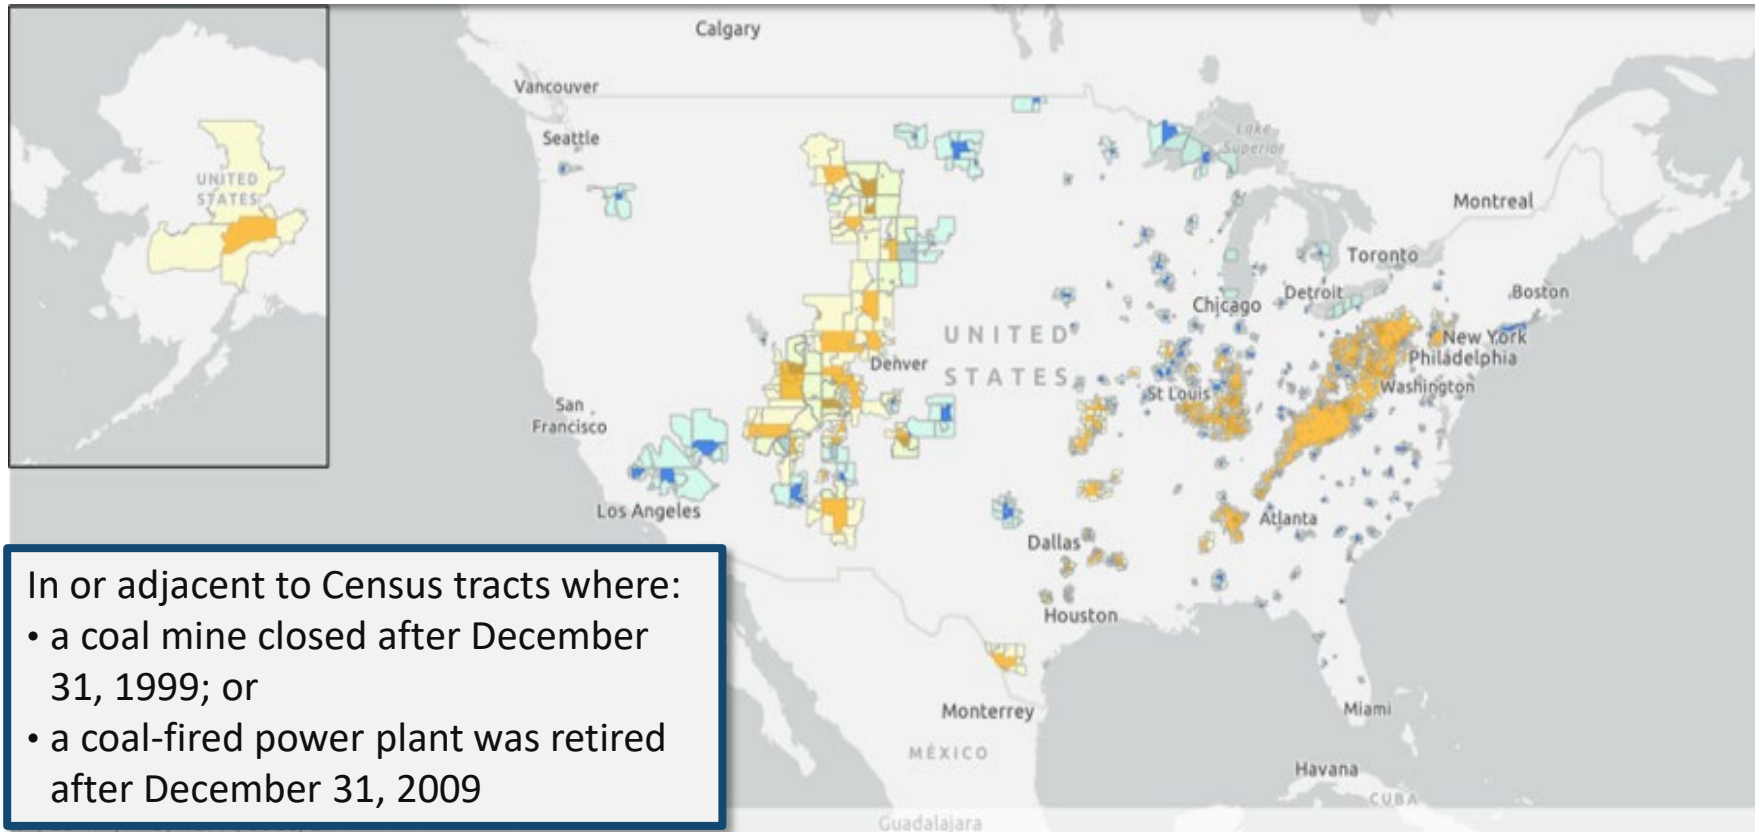 Calgary
Vancouver
Seattle
Lake
Superior
UNITED
STATES
Montreal
Toronto
Boston
Detroit
Chicago
UNITED
New York
Philadelphia
Denver
STATES
Washington
St Louis
San
Francisco
Los Angeles
Atlanta
Dallas
Houston
In or adjacent to Census tracts where:
• a coal mine closed after December
31, 1999; or
• a coal-fired power plant was retired
after December 31, 2009
Monterrey
Miami
MÉXICO
Havana
CUBA
Guadalajara